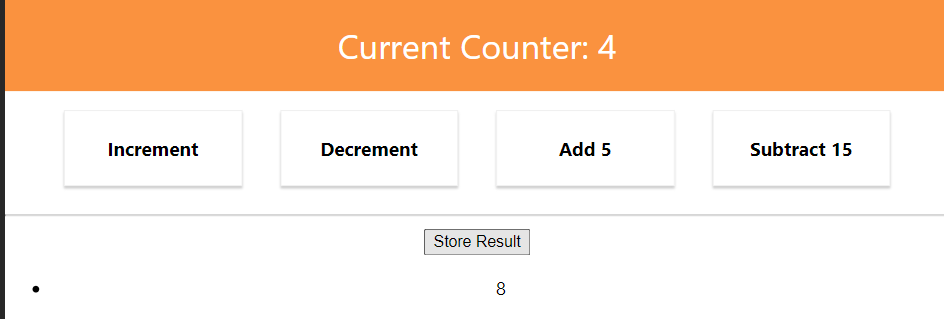 Current Counter: 4
Increment Decrement Add 5 Subtract 15
Store Result
8